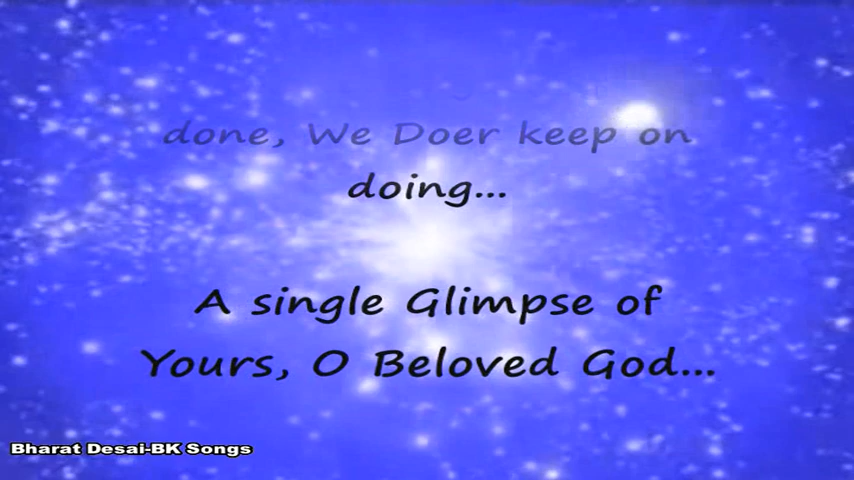 done, We Doer keep on
doing...
A single Glimpse of
Yours, O Beloved God...
Bharat Desai-BK Songs